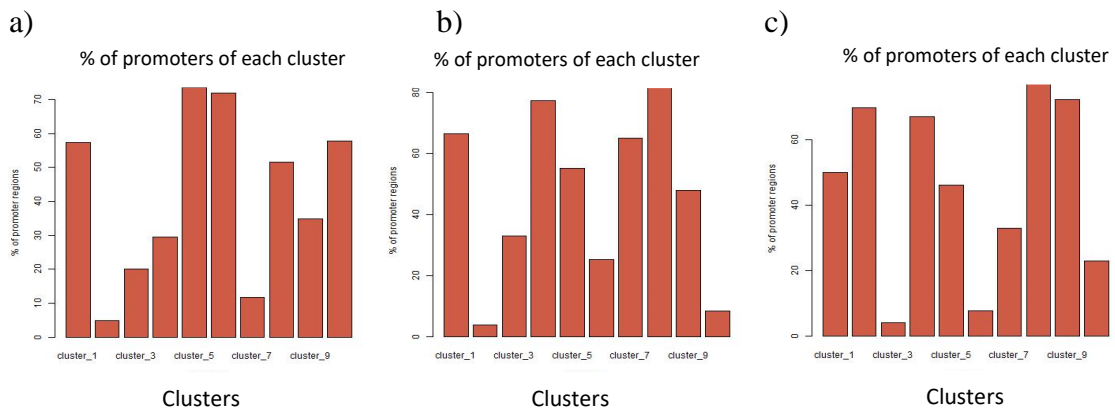 a)
% of promoters of each cluster
% of promoter regions
70
60
50
40
30
20
10
0
cluster_1 cluster_3 cluster_5 cluster_7 cluster_9
Clusters
b)
% of promoters of each cluster
% of promoter regions
80
60
40
20
0
cluster_1 cluster_3 cluster_5 cluster_7 cluster_9
Clusters
c)
% of promoters of each cluster
% of promoter regions
60
40
20
0
cluster_1 cluster_3 cluster_5 cluster_7 cluster_9
Clusters